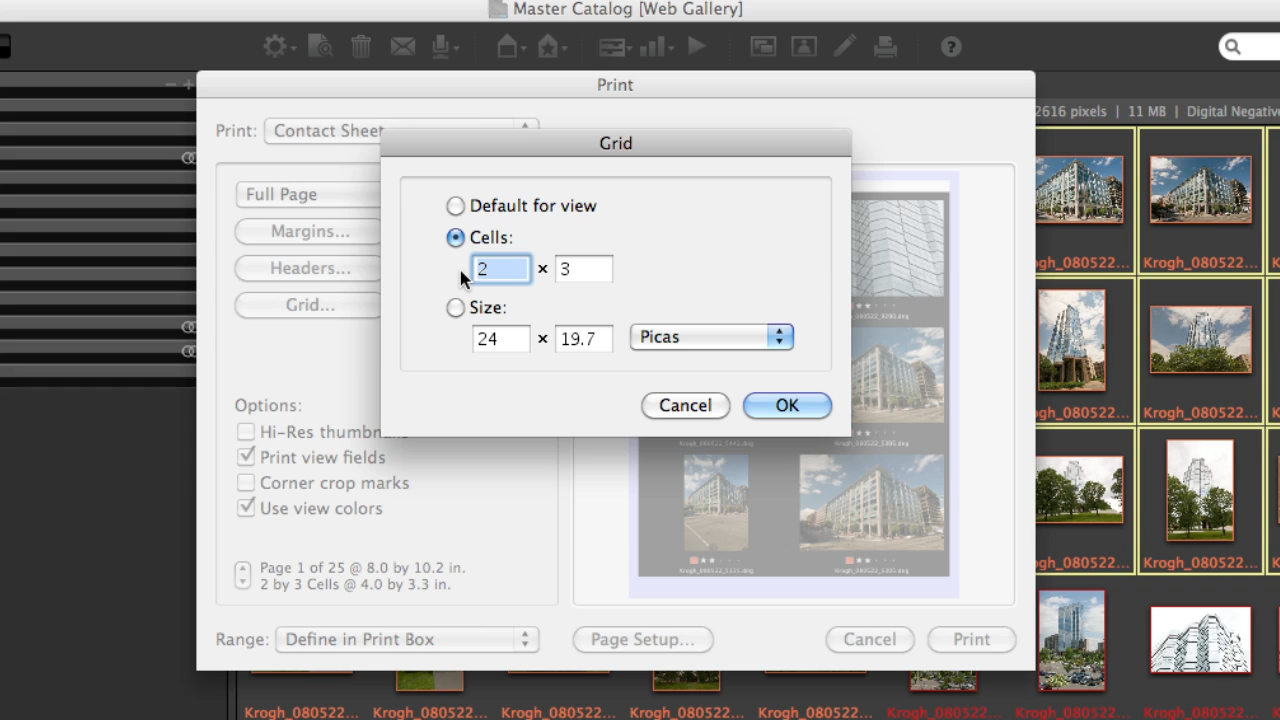 Master Catalog [Web Gallery]
Print
2616 pixels | 11 MB | Digital Negativ
Print: Contact Sheet
Grid
Full Page
Margins...
Headers...
Grid...
Default for view
Cells:
2 × 3
Size:
24 × 19.7 Picas
Cancel OK
Options:
Hi-Res thumbn
Print view fields
Corner crop marks
Use view colors
Page 1 of 25 @ 8.0 by 10.2 in.
2 by 3 Cells @ 4.0 by 3.3 in.
Range: Define in Print Box
Page Setup... Cancel Print
gh_080522... Krogh_080522...
gh_080522... Krogh_080522...
gh_080522... Krogh_080522...
Krogh_080522... Krogh_080522... Krogh_080522... Krogh_080522... Krogh_080522... Krogh_080522... Krogh_080522... Krogh_080522...